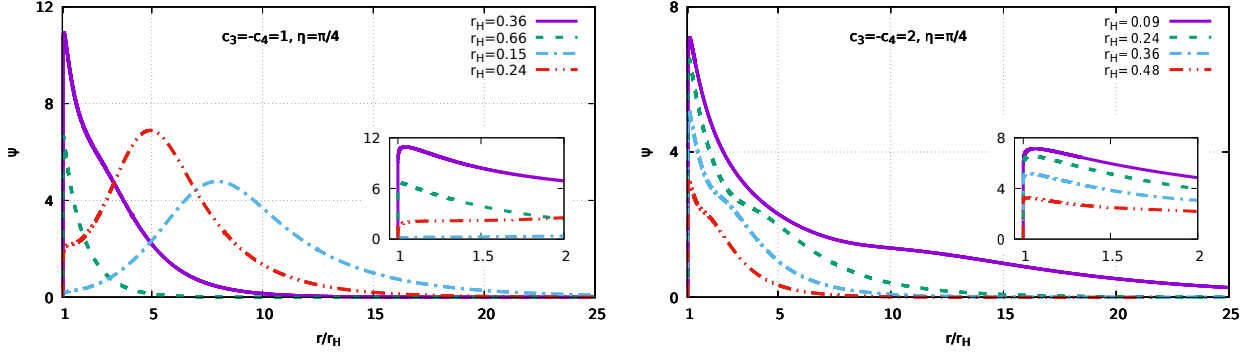 12
8
4
0
1
5
10
15
20
25
Ψ
r/r_H
c₃=-c₄=1, η=π/4
r_H=0.36
r_H=0.66
r_H=0.15
r_H=0.24
12
6
0
1
1.5
2
8
4
0
1
5
10
15
20
25
Ψ
r/r_H
c₃=-c₄=2, η=π/4
r_H=0.09
r_H=0.24
r_H=0.36
r_H=0.48
8
4
0
1
1.5
2